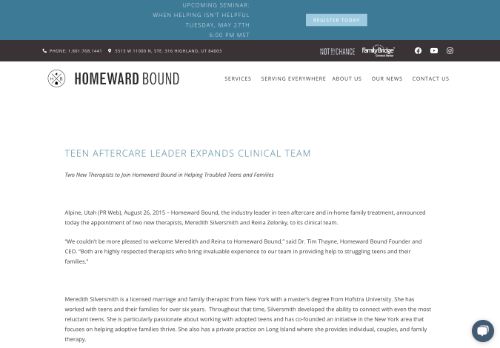 UPCOMING SEMINAR:
WHEN HELPING ISN'T HELPFUL
TUESDAY, MAY 27TH
6:00 PM MST
REGISTER TODAY
PHONE: 1.801.768.1441
5513 W 11000 N, STE. 316 HIGHLAND, UT 84003
NOT BY CHANCE
FamilyBridge
HOMEWARD BOUND
SERVICES
SERVING EVERYWHERE
ABOUT US
OUR NEWS
CONTACT US
TEEN AFTERCARE LEADER EXPANDS CLINICAL TEAM
Two New Therapists to Join Homeward Bound in Helping Troubled Teens and Families
Alpine, Utah (PR Web), August 26, 2015 – Homeward Bound, the industry leader in teen aftercare and in-home family treatment, announced
today the appointment of two new therapists, Meredith Silversmith and Reina Zelonky, to its clinical team.
"We couldn't be more pleased to welcome Meredith and Reina to Homeward Bound," said Dr. Tim Thayne, Homeward Bound Founder and
CEO. "Both are highly respected therapists who bring invaluable experience to our team in providing help to struggling teens and their
families."
Meredith Silversmith is a licensed marriage and family therapist from New York with a master's degree from Hofstra University. She has
worked with teens and their families for over six years.  Throughout that time, Silversmith developed the ability to connect with even the most
reluctant teens. She is particularly passionate about working with adopted teens and has co-founded an initiative in the New York area that
focuses on helping adoptive families thrive. She also has a private practice on Long Island where she provides individual, couples, and family
therapy.